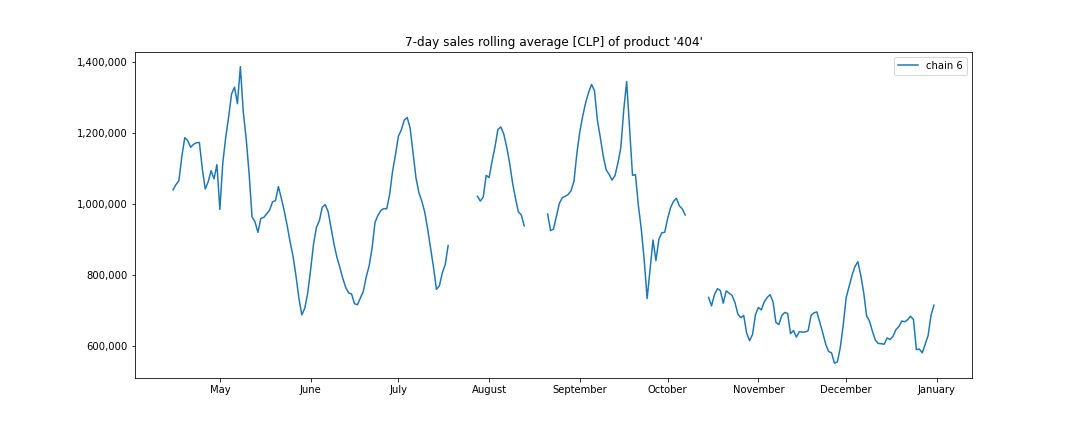 7-day sales rolling average [CLP] of product '404'
chain 6
1,400,000
1,200,000
1,000,000
800,000
600,000
May June July August September October November December January